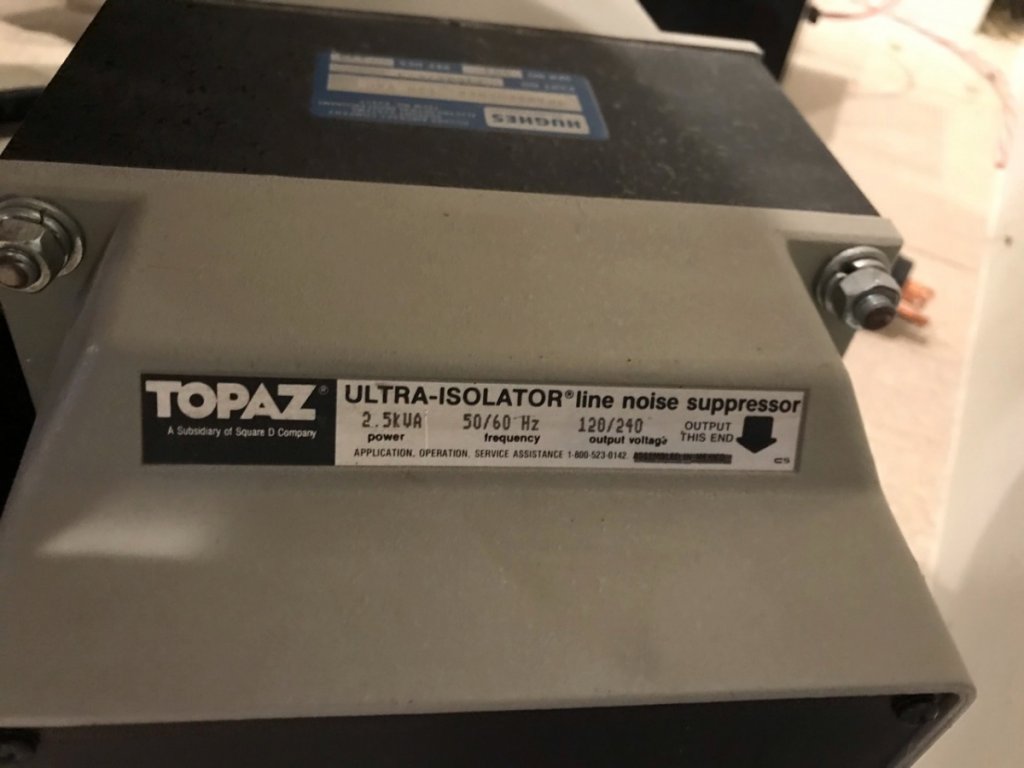 HUGHES
TOPAZ®
A Subsidiary of Square D Company
ULTRA-ISOLATOR® line noise suppressor
2.5kVA 50/60 Hz 120/240 OUTPUT
power frequency output voltage THIS END
APPLICATION, OPERATION, SERVICE ASSISTANCE 1-800-523-0142